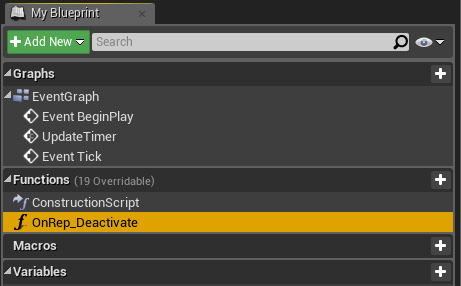 My Blueprint
Add New
Search
Graphs
EventGraph
Event BeginPlay
UpdateTimer
Event Tick
Functions (19 Overridable)
ConstructionScript
OnRep_Deactivate
Macros
Variables